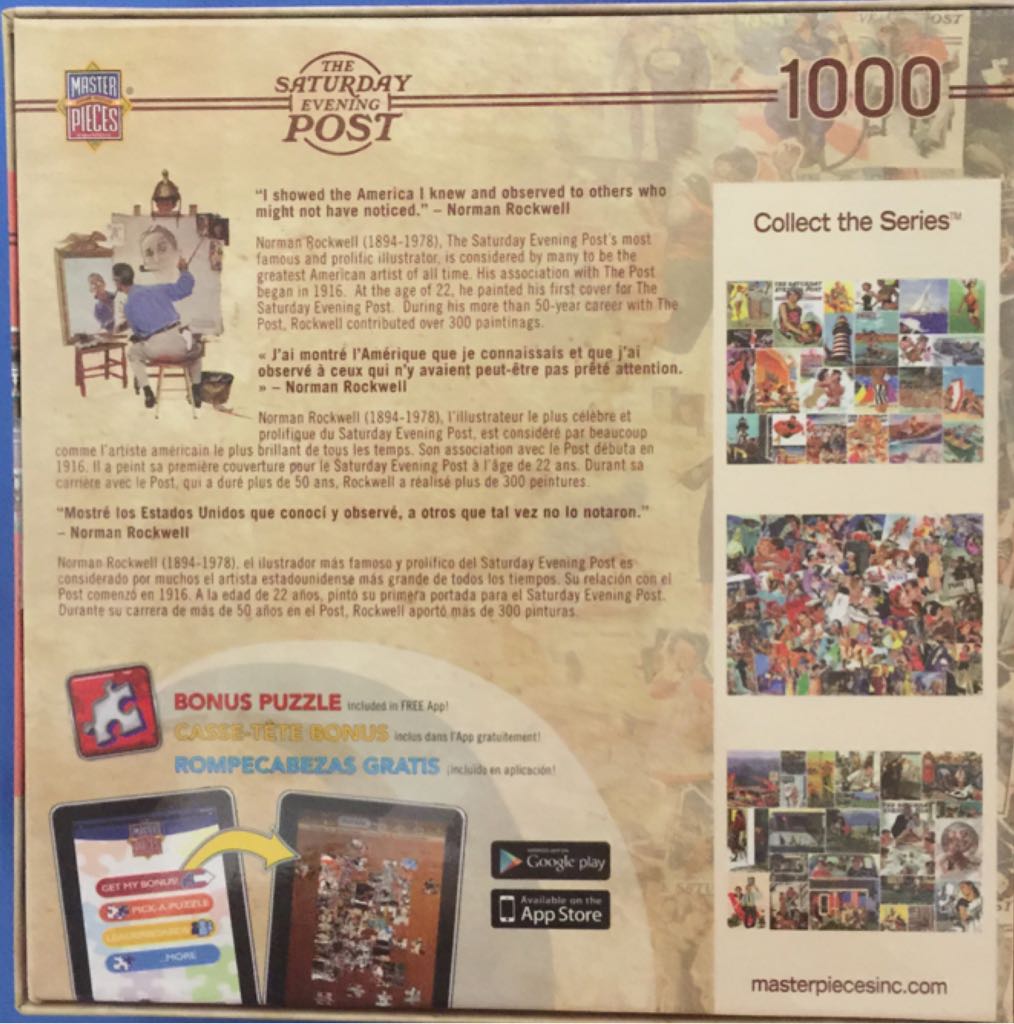 MASTER
PIECES
THE
SATURDAY
EVENING
POST
1000
“I showed the America I knew and observed to others who
might not have noticed.” – Norman Rockwell
Norman Rockwell (1894-1978), The Saturday Evening Post's most
famous and prolific illustrator, is considered by many to be the
greatest American artist of all time. His association with The Post
began in 1916. At the age of 22, he painted his first cover for The
Saturday Evening Post. During his more than 50-year career with The
Post, Rockwell contributed over 300 paintinags.
« J'ai montré l'Amérique que je connaissais et que j'ai
observé à ceux qui n'y avaient peut-être pas prêté attention.
» – Norman Rockwell
Norman Rockwell (1894-1978), l'illustrateur le plus célèbre et
prolifique du Saturday Evening Post, est considéré par beaucoup
comme l'artiste américain le plus brillant de tous les temps. Son association avec le Post débuta en
1916. Il a peint sa première couverture pour le Saturday Evening Post à l'âge de 22 ans. Durant sa
carrière avec le Post, qui a duré plus de 50 ans, Rockwell a réalisé plus de 300 peintures.
“Mostré los Estados Unidos que conocí y observé, a otros que tal vez no lo notaron.”
– Norman Rockwell
Norman Rockwell (1894-1978), el ilustrador más famoso y prolífico del Saturday Evening Post es
considerado por muchos el artista estadounidense más grande de todos los tiempos. Su relación con el
Post comenzó en 1916. A la edad de 22 años, pintó su primera portada para el Saturday Evening Post.
Durante su carrera de más de 50 años en el Post, Rockwell aportó más de 300 pinturas.
BONUS PUZZLE included in FREE App!
CASSE-TÊTE BONUS inclus dans l'App gratuitement!
ROMPECABEZAS GRATIS ¡incluido en aplicación!
MASTER
PIECES
GET MY BONUS!
PICK-A-PUZZLE
LEADERBOARD
...MORE
Google play
Available on the
App Store
Collect the Series™
masterpiecesinc.com